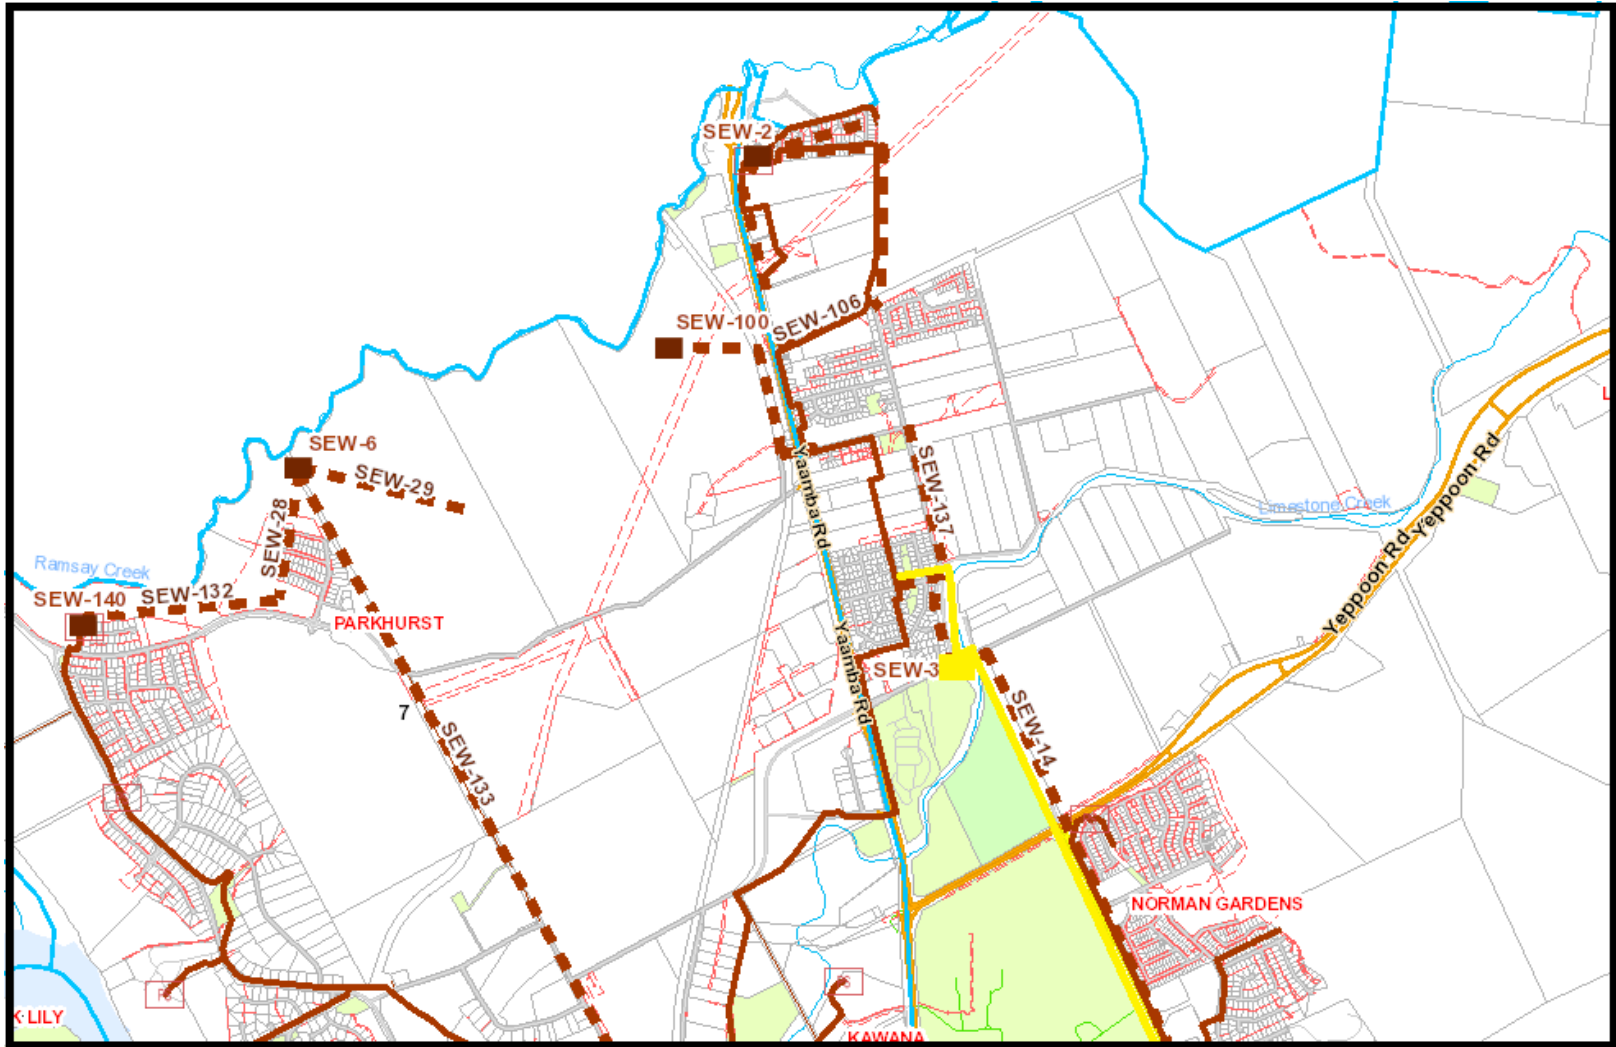 SEW-2
SEW-100
SEW-106
SEW-6
SEW-29
SEW-28
SEW-137
Yaamba Rd
Limestone Creek
Yeppoon Rd
Yeppoon Rd
Ramsay Creek
SEW-140
SEW-132
PARKHURST
Yaamba Rd
SEW-3
SEW-14
7
SEW-133
NORMAN GARDENS
K LILY
KAWANA
L